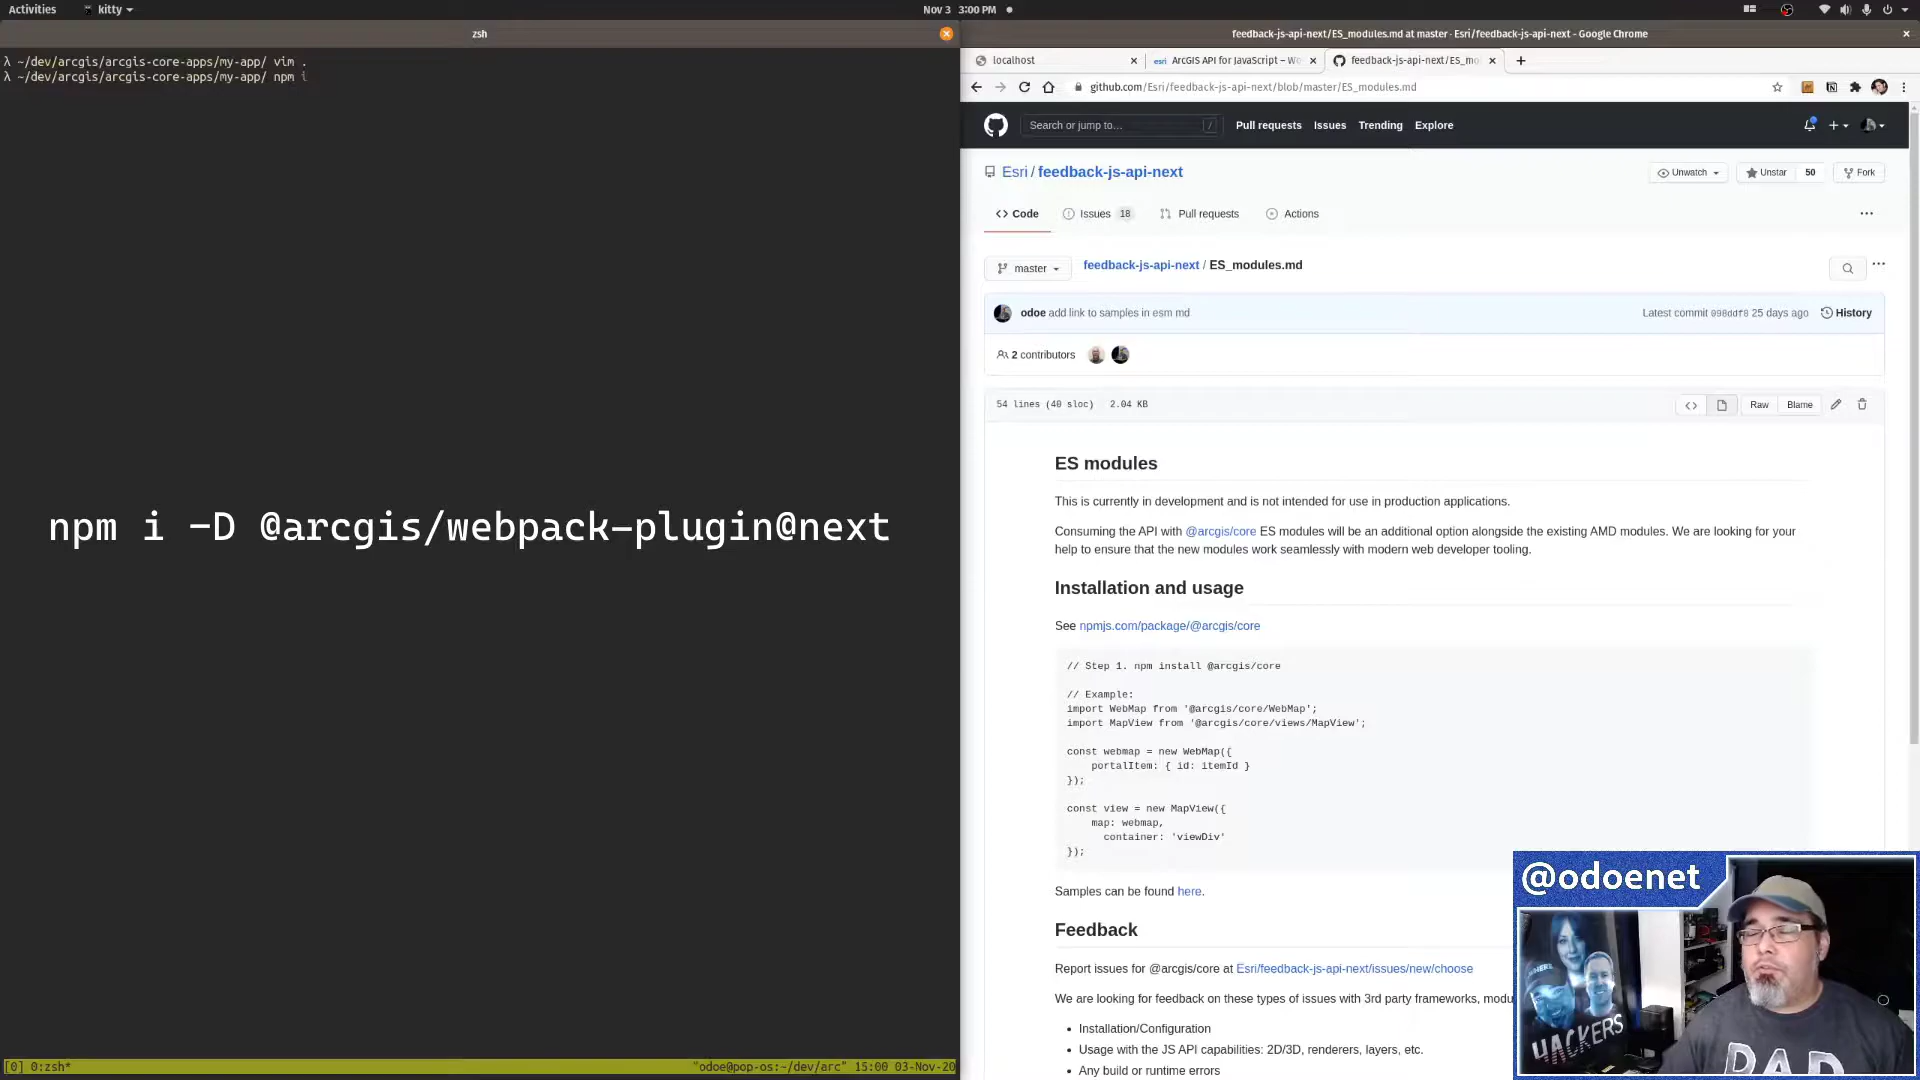 Activities
kitty
Nov 3 3:00 PM
zsh
λ ~/dev/arcgis/arcgis-core-apps/my-app/ vim .
λ ~/dev/arcgis/arcgis-core-apps/my-app/ npm i
npm i -D @arcgis/webpack-plugin@next
[0] 0:zsh*
"odoe@pop-os:~/dev/arc" 15:00 03-Nov-20
feedback-js-api-next/ES_modules.md at master · Esri/feedback-js-api-next - Google Chrome
localhost
esri ArcGIS API for JavaScript – Wo
feedback-js-api-next/ES_mo
github.com/Esri/feedback-js-api-next/blob/master/ES_modules.md
Search or jump to…
/
Pull requests
Issues
Trending
Explore
Esri / feedback-js-api-next
Unwatch
Unstar
50
Fork
Code
Issues 18
Pull requests
Actions
master
feedback-js-api-next / ES_modules.md
odoe add link to samples in esm md
Latest commit 098ddf8 25 days ago
History
2 contributors
54 lines (40 sloc) 2.04 KB
Raw
Blame
ES modules
This is currently in development and is not intended for use in production applications.
Consuming the API with @arcgis/core ES modules will be an additional option alongside the existing AMD modules. We are looking for your
help to ensure that the new modules work seamlessly with modern web developer tooling.
Installation and usage
See npmjs.com/package/@arcgis/core
// Step 1. npm install @arcgis/core
// Example:
import WebMap from '@arcgis/core/WebMap';
import MapView from '@arcgis/core/views/MapView';
const webmap = new WebMap({
portalItem: { id: itemId }
});
const view = new MapView({
map: webmap,
container: 'viewDiv'
});
Samples can be found here.
Feedback
Report issues for @arcgis/core at Esri/feedback-js-api-next/issues/new/choose
We are looking for feedback on these types of issues with 3rd party frameworks, modu
Installation/Configuration
Usage with the JS API capabilities: 2D/3D, renderers, layers, etc.
Any build or runtime errors
@odoenet
HACKERS
DAD